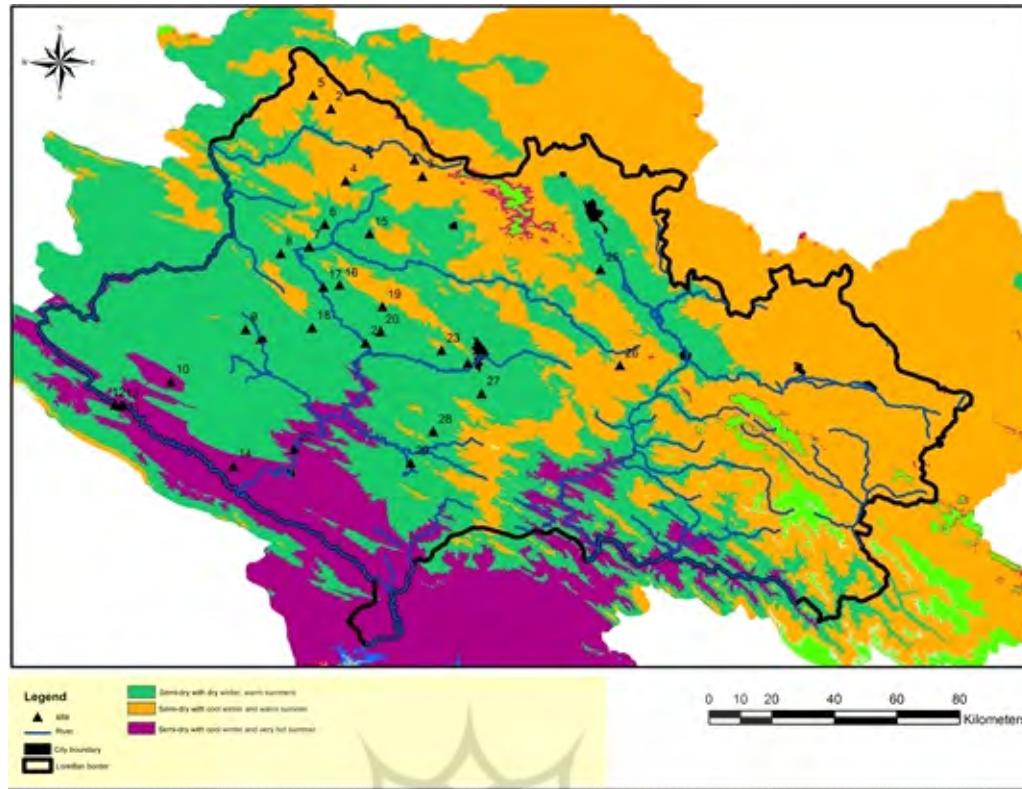 N
W
E
S
5
2
3
4
6
15
8
17
16
19
18
20
9
23
25
26
10
27
28
14
Legend
site
River
City boundary
Lorestan border
Semi-dry with dry winter, warm summers
Semi-dry with cool winter and warm summer
Semi-dry with cool winter and very hot summer
0 10 20 40 60 80
Kilometers